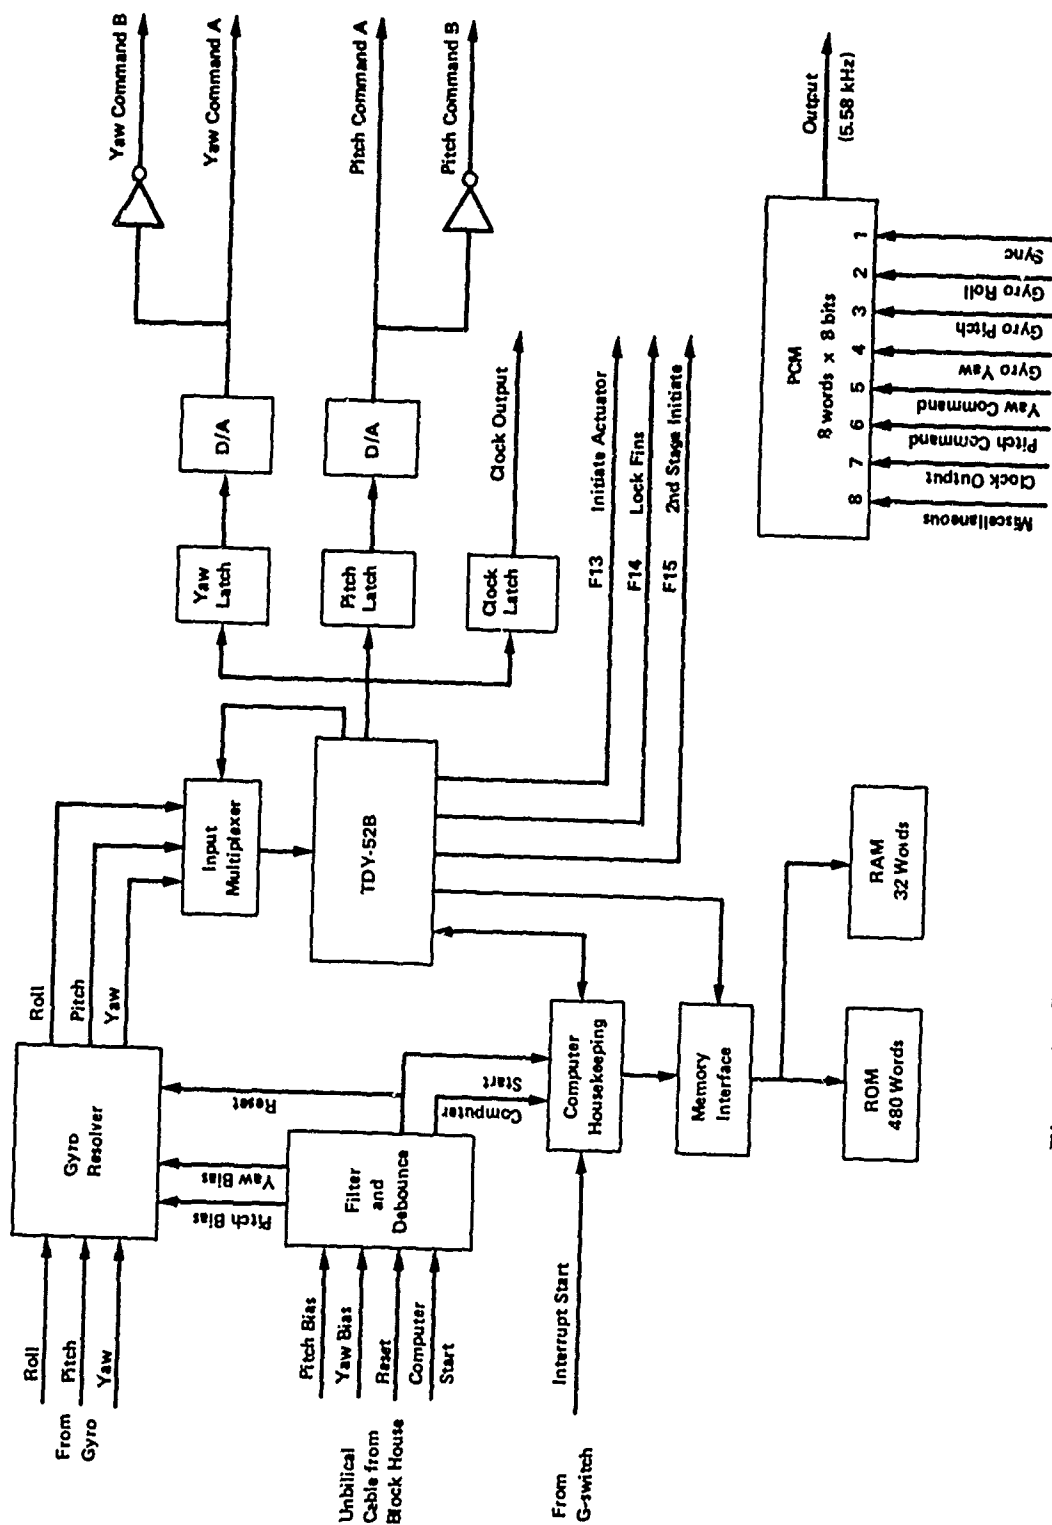 Roll
Pitch
Yaw
From
Gyro
Gyro
Resolver
Roll
Pitch
Yaw
Pitch Bias
Yaw Bias
Reset
Input
Multiplexer
Pitch Bias
Yaw Bias
Reset
Computer
Start
Unbilical
Cable from
Block House
Filter
and
Debounce
Computer
Start
TDY-52B
Interrupt Start
From
G-switch
Computer
Housekeeping
Memory
Interface
ROM
480 Words
RAM
32 Words
Yaw
Latch
Pitch
Latch
Clock
Latch
D/A
D/A
Yaw Command B
Yaw Command A
Pitch Command A
Pitch Command B
Clock Output
F13
Initiate Actuator
F14
Lock Fins
F15
2nd Stage Initiate
PCM
8 words x 8 bits
8 7 6 5 4 3 2 1
Miscellaneous
Clock Output
Pitch Command
Yaw Command
Gyro Yaw
Gyro Pitch
Gyro Roll
Sync
Output
(5.58 kHz)